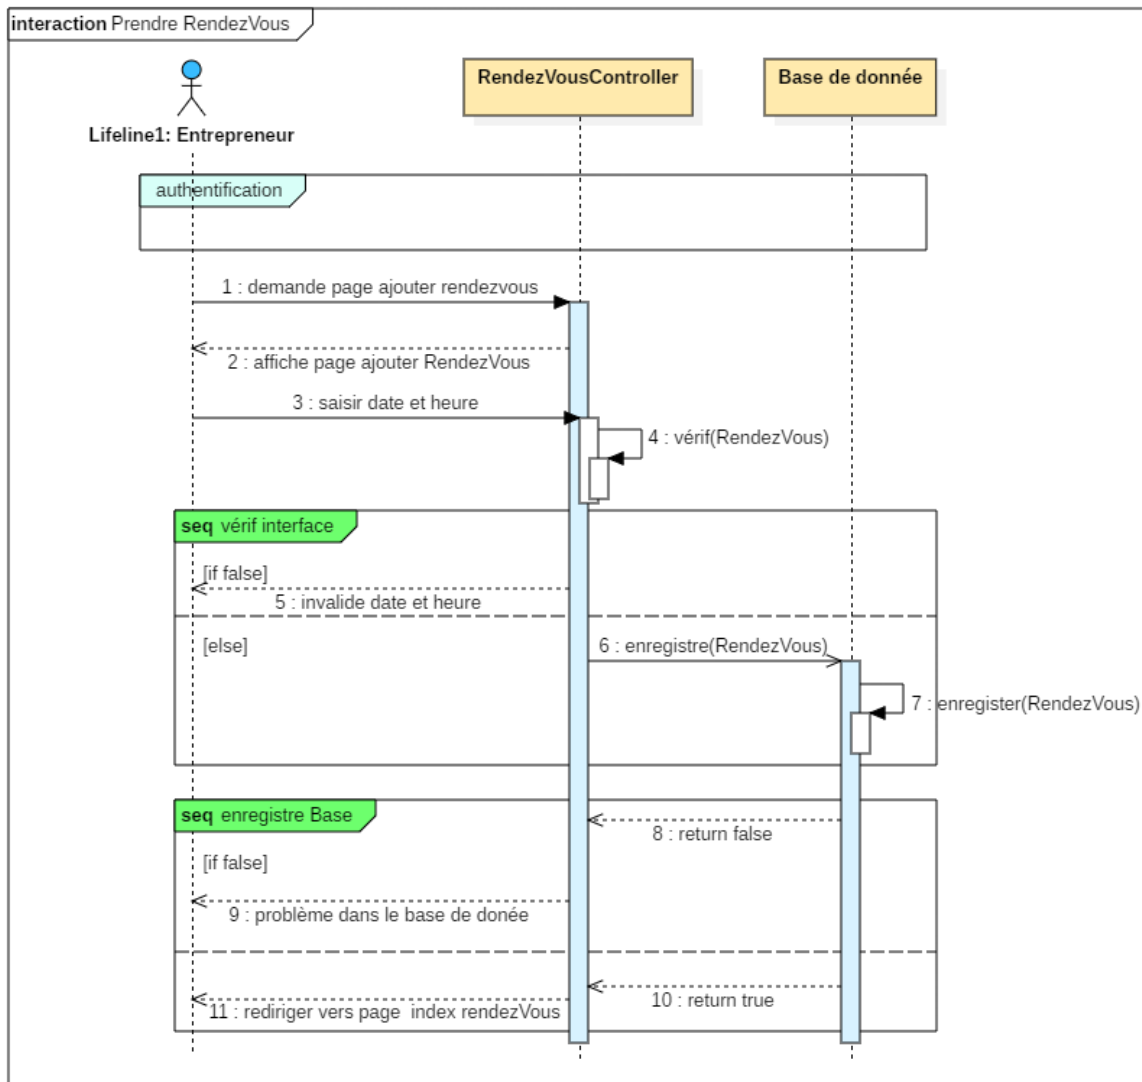 interaction Prendre RendezVous
RendezVousController
Base de donnée
Lifeline1: Entrepreneur
authentification
1 : demande page ajouter rendezvous
2 : affiche page ajouter RendezVous
3 : saisir date et heure
4 : vérif(RendezVous)
seq vérif interface
[if false]
5 : invalide date et heure
[else]
6 : enregistre(RendezVous)
7 : enregister(RendezVous)
seq enregistre Base
8 : return false
[if false]
9 : problème dans le base de donée
10 : return true
11 : rediriger vers page index rendezVous